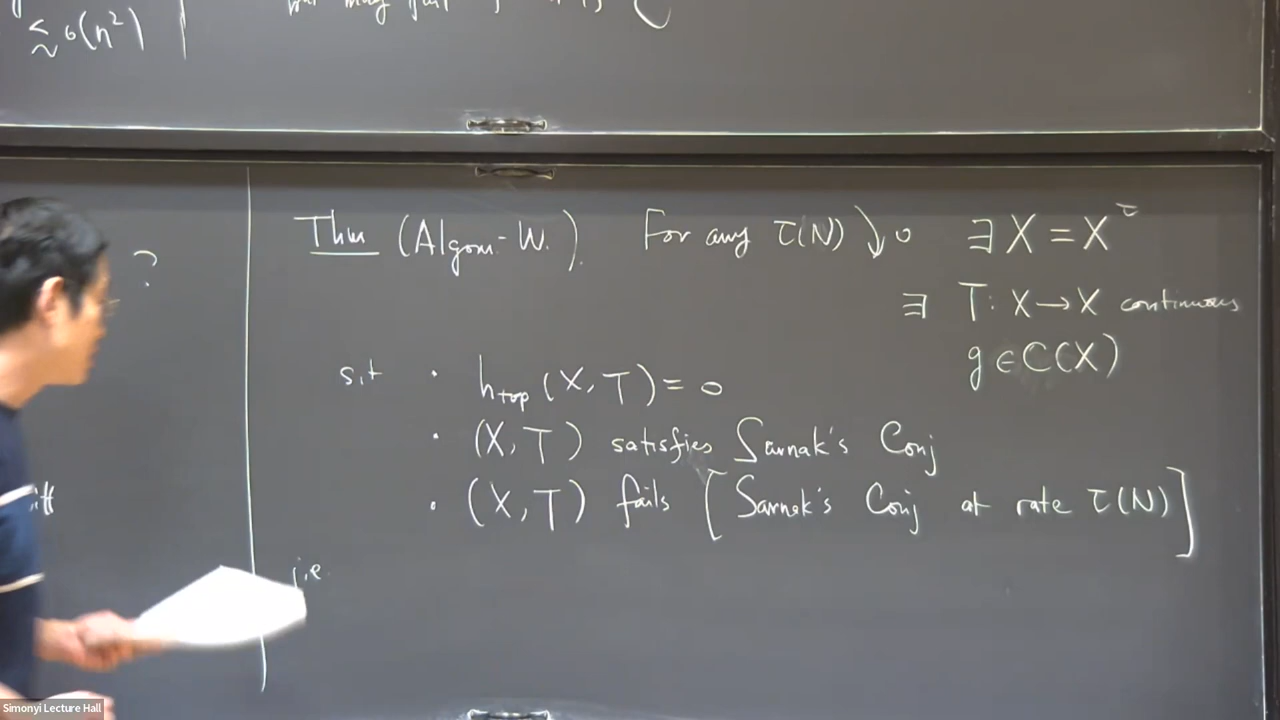 ≲ o(n²)
Thm (Algom-W.). For any τ(N) ↘ 0 ∃ X = X^τ
∃ T: X → X continuous
g ∈ C(X)
s.t · h_top (X, T) = 0
· (X, T) satisfies Sarnak's Conj
· (X, T) fails [Sarnak's Conj at rate τ(N)]
i.e.
?
iff
Simonyi Lecture Hall